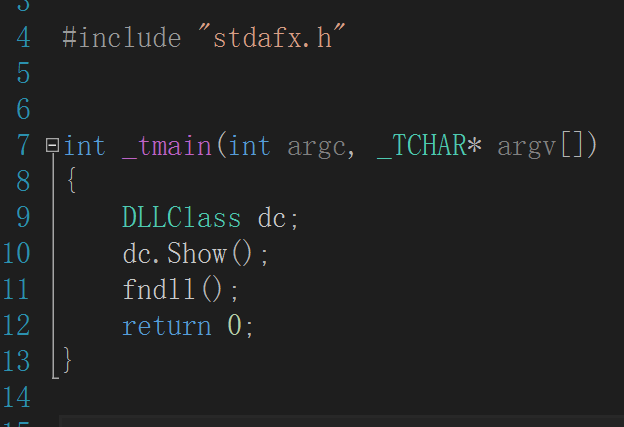 3
4 #include "stdafx.h"
5
6
7 int _tmain(int argc, _TCHAR* argv[])
8 {
9 DLLClass dc;
10 dc.Show();
11 fndll();
12 return 0;
13 }
14
15